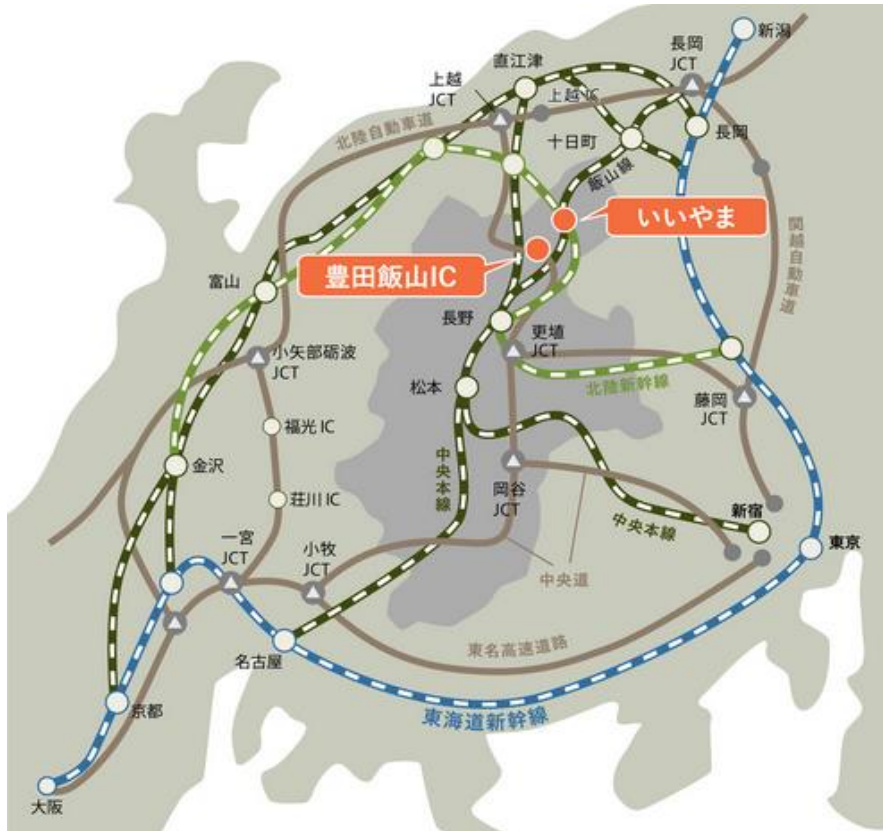 新潟
長岡
JCT
直江津
上越
JCT
上越IC
北陸自動車道
十日町
長岡
飯山線
いいやま
豊田飯山IC
関越自動車道
富山
長野
更埴
JCT
小矢部砺波
JCT
北陸新幹線
松本
藤岡
JCT
福光IC
金沢
中央本線
岡谷
JCT
荘川IC
新宿
中央本線
一宮
JCT
小牧
JCT
東京
中央道
東名高速道路
名古屋
東海道新幹線
京都
大阪